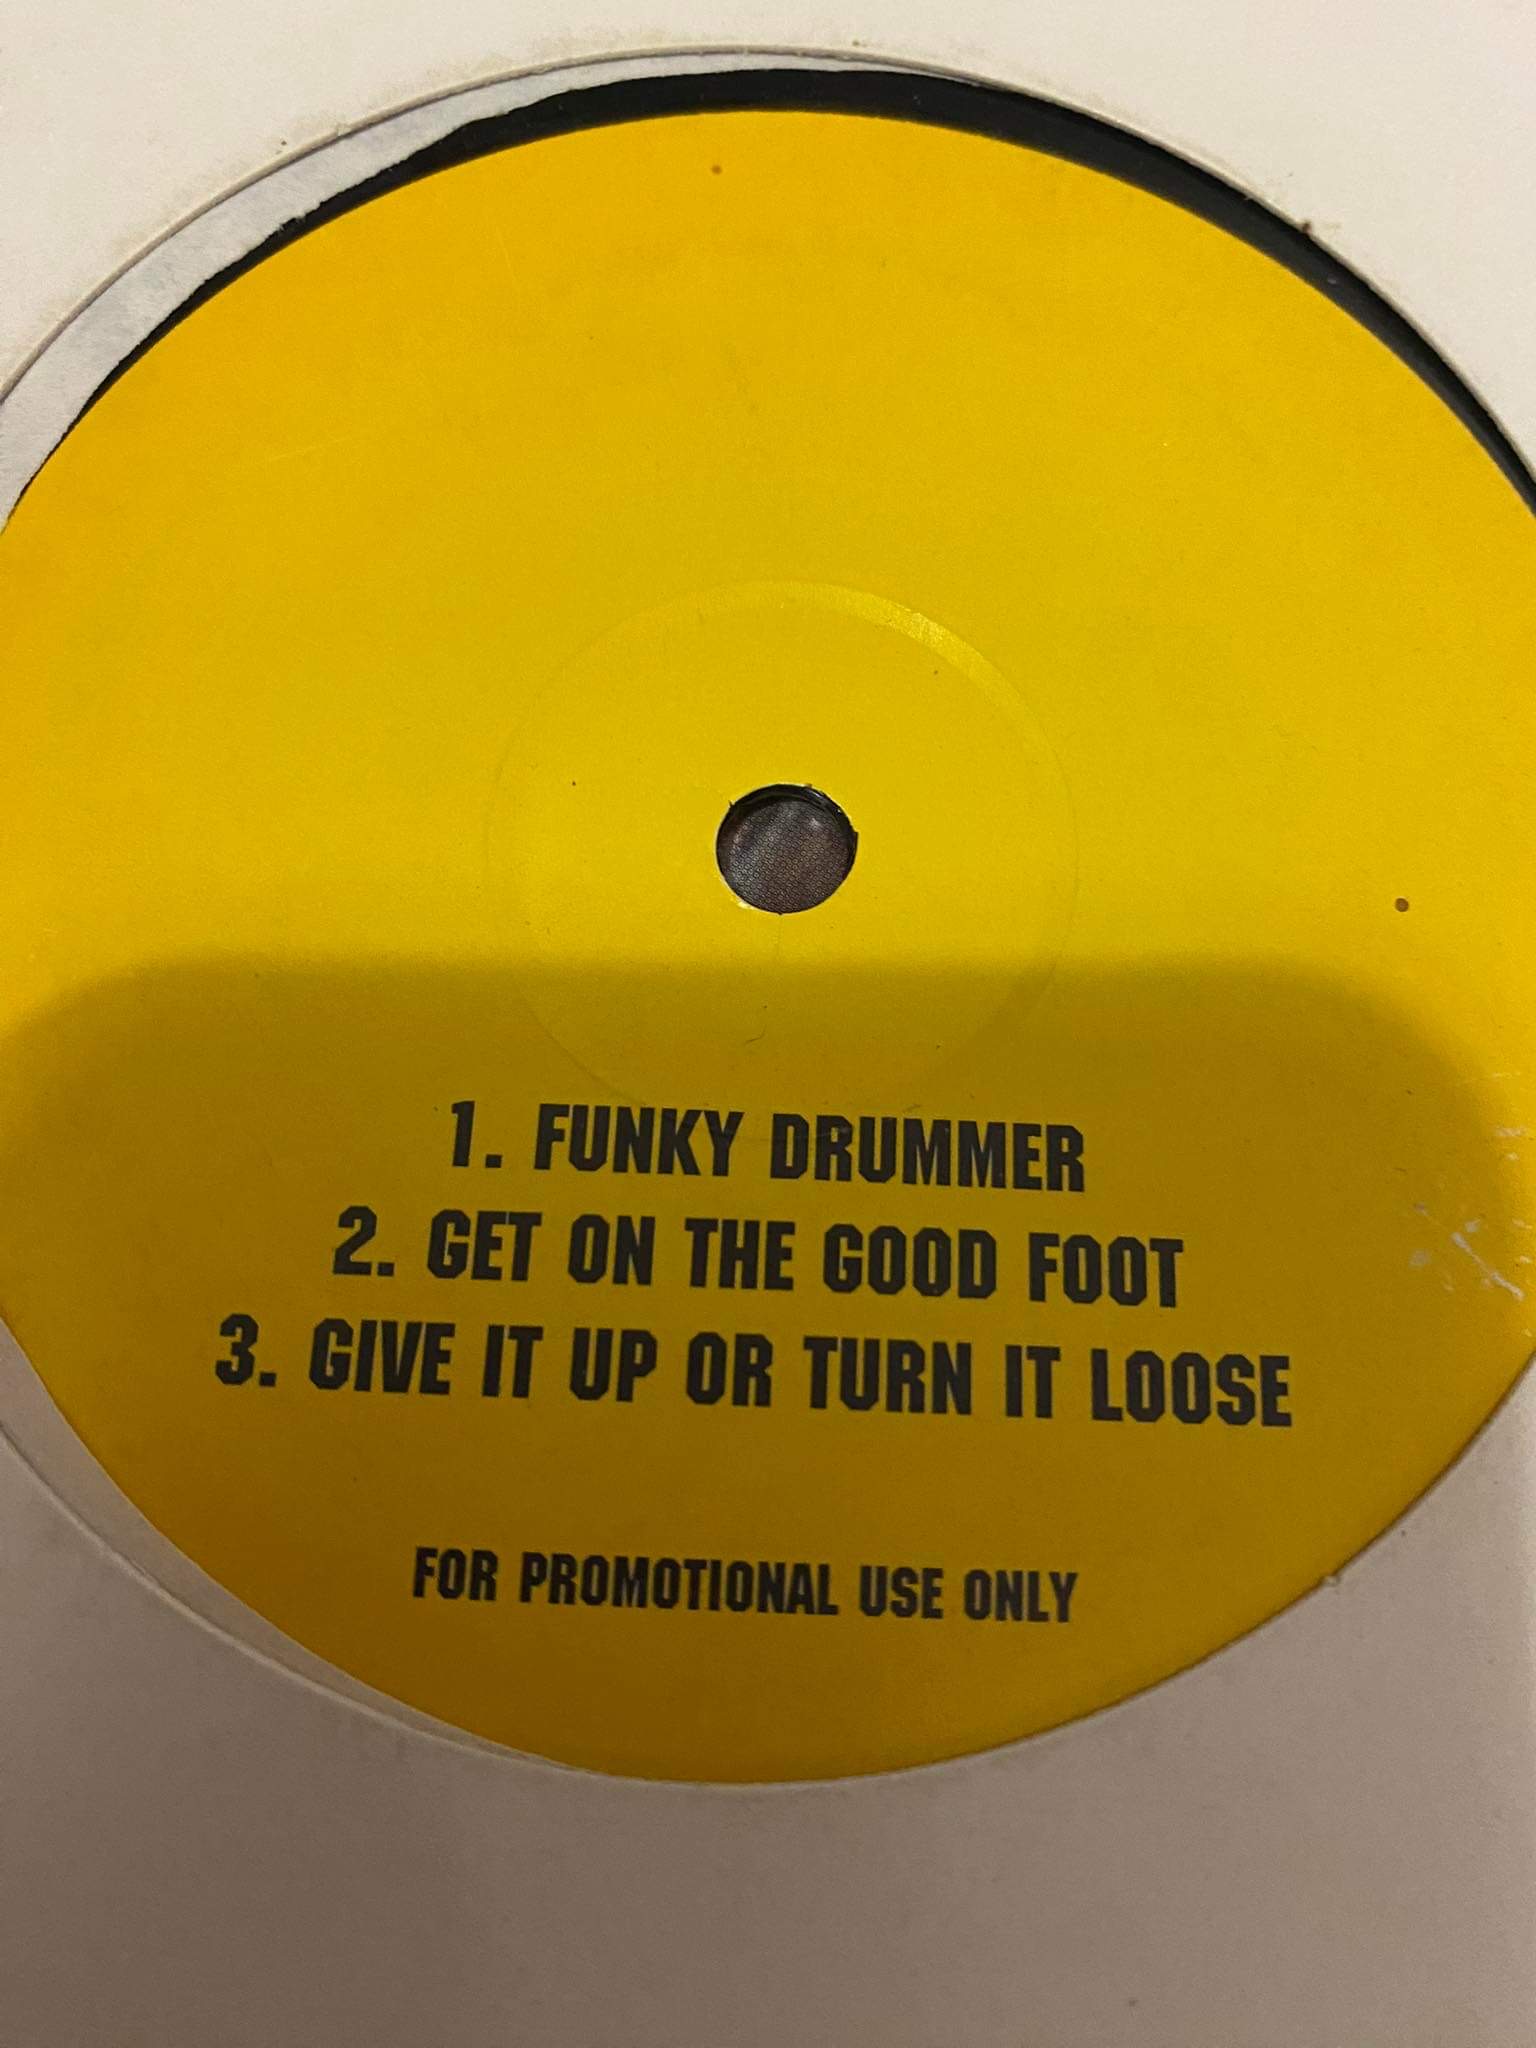 1. FUNKY DRUMMER
2. GET ON THE GOOD FOOT
3. GIVE IT UP OR TURN IT LOOSE
FOR PROMOTIONAL USE ONLY